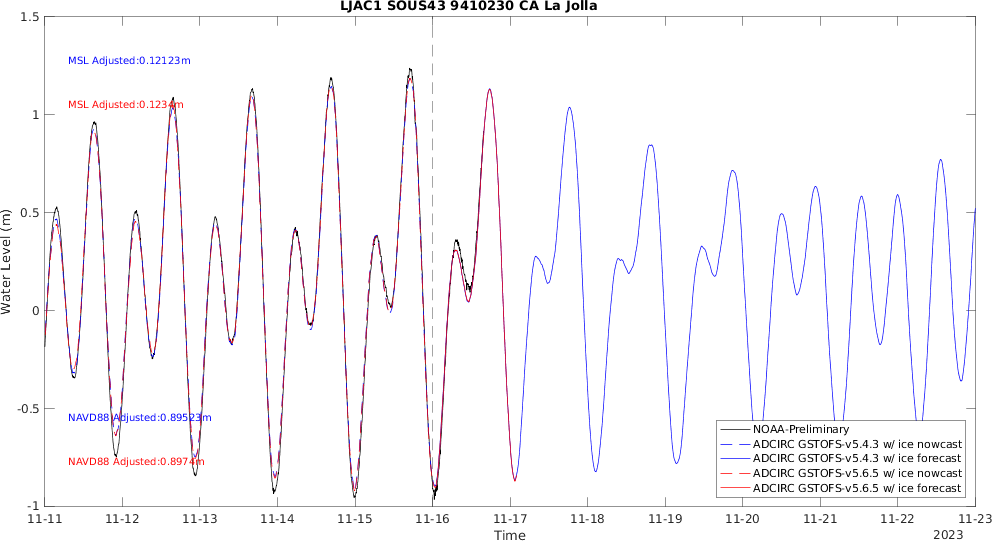 LJAC1 SOUS43 9410230 CA La Jolla
1.5
MSL Adjusted:0.12123m
MSL Adjusted:0.1234m
1
0.5
Water Level (m)
0
-0.5
NAVD88 Adjusted:0.89523m
NAVD88 Adjusted:0.8974m
-1
NOAA-Preliminary
ADCIRC GSTOFS-v5.4.3 w/ ice nowcast
ADCIRC GSTOFS-v5.4.3 w/ ice forecast
ADCIRC GSTOFS-v5.6.5 w/ ice nowcast
ADCIRC GSTOFS-v5.6.5 w/ ice forecast
11-11 11-12 11-13 11-14 11-15 11-16 11-17 11-18 11-19 11-20 11-21 11-22 11-23
Time
2023